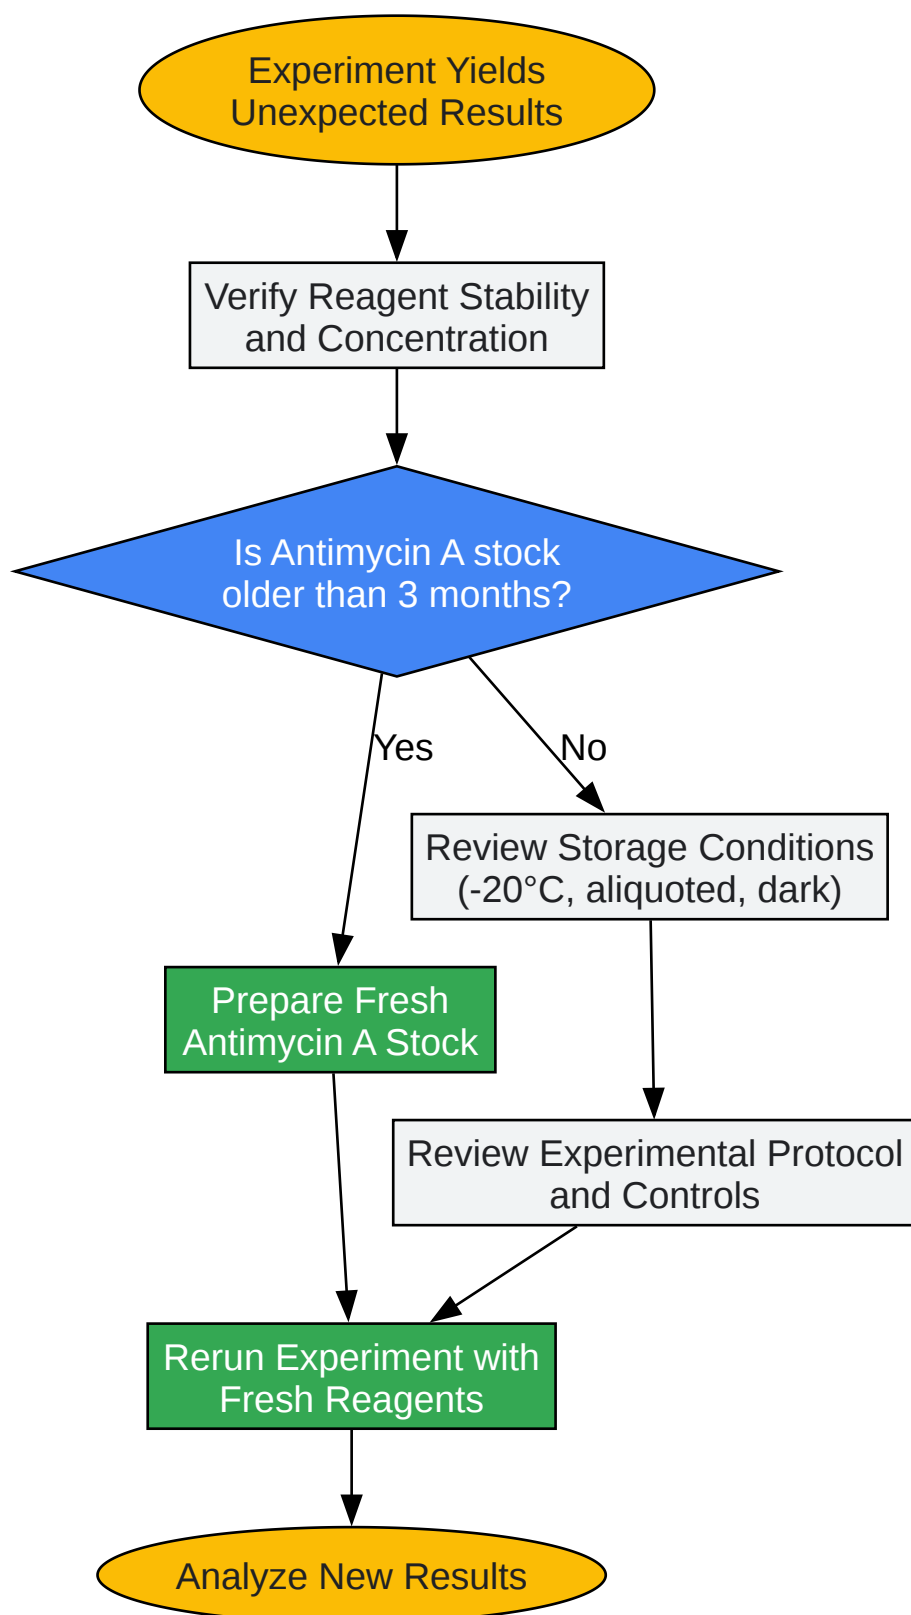 Experiment Yields
Unexpected Results
Verify Reagent Stability
and Concentration
Is Antimycin A stock
older than 3 months?
Yes
No
Review Storage Conditions
(-20°C, aliquoted, dark)
Prepare Fresh
Antimycin A Stock
Review Experimental Protocol
and Controls
Rerun Experiment with
Fresh Reagents
Analyze New Results